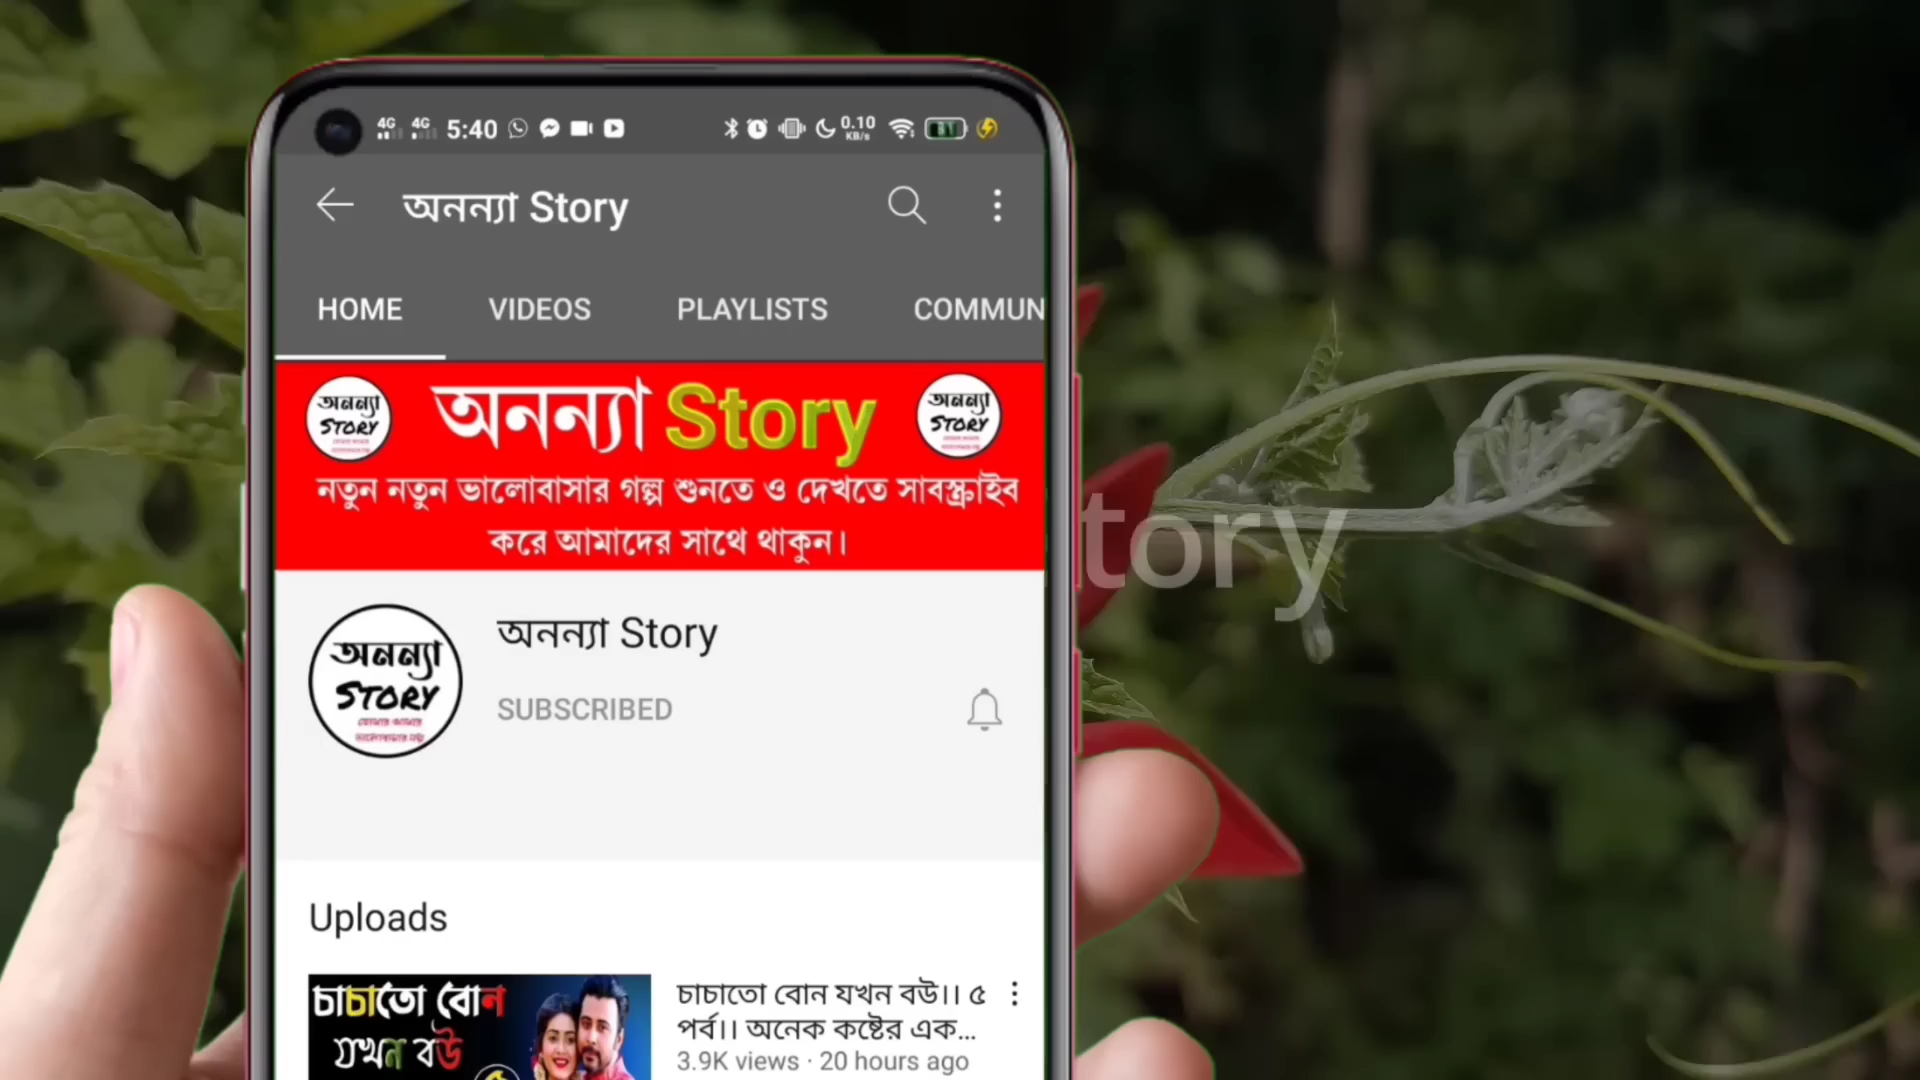 4G 4G 5:40 0.10 KB/s
অনন্যা Story
HOME VIDEOS PLAYLISTS COMMUN
অনন্যা STORY
অনন্যা Story
অনন্যা STORY
নতুন নতুন ভালোবাসার গল্প শুনতে ও দেখতে সাবস্ক্রাইব
করে আমাদের সাথে থাকুন।
tory
অনন্যা
STORY
অনন্যা Story
SUBSCRIBED
Uploads
চাচাতো বোন
যখন বউ
চাচাতো বোন যখন বউ।। ৫
পর্ব।। অনেক কষ্টের এক...
3.9K views · 20 hours ago